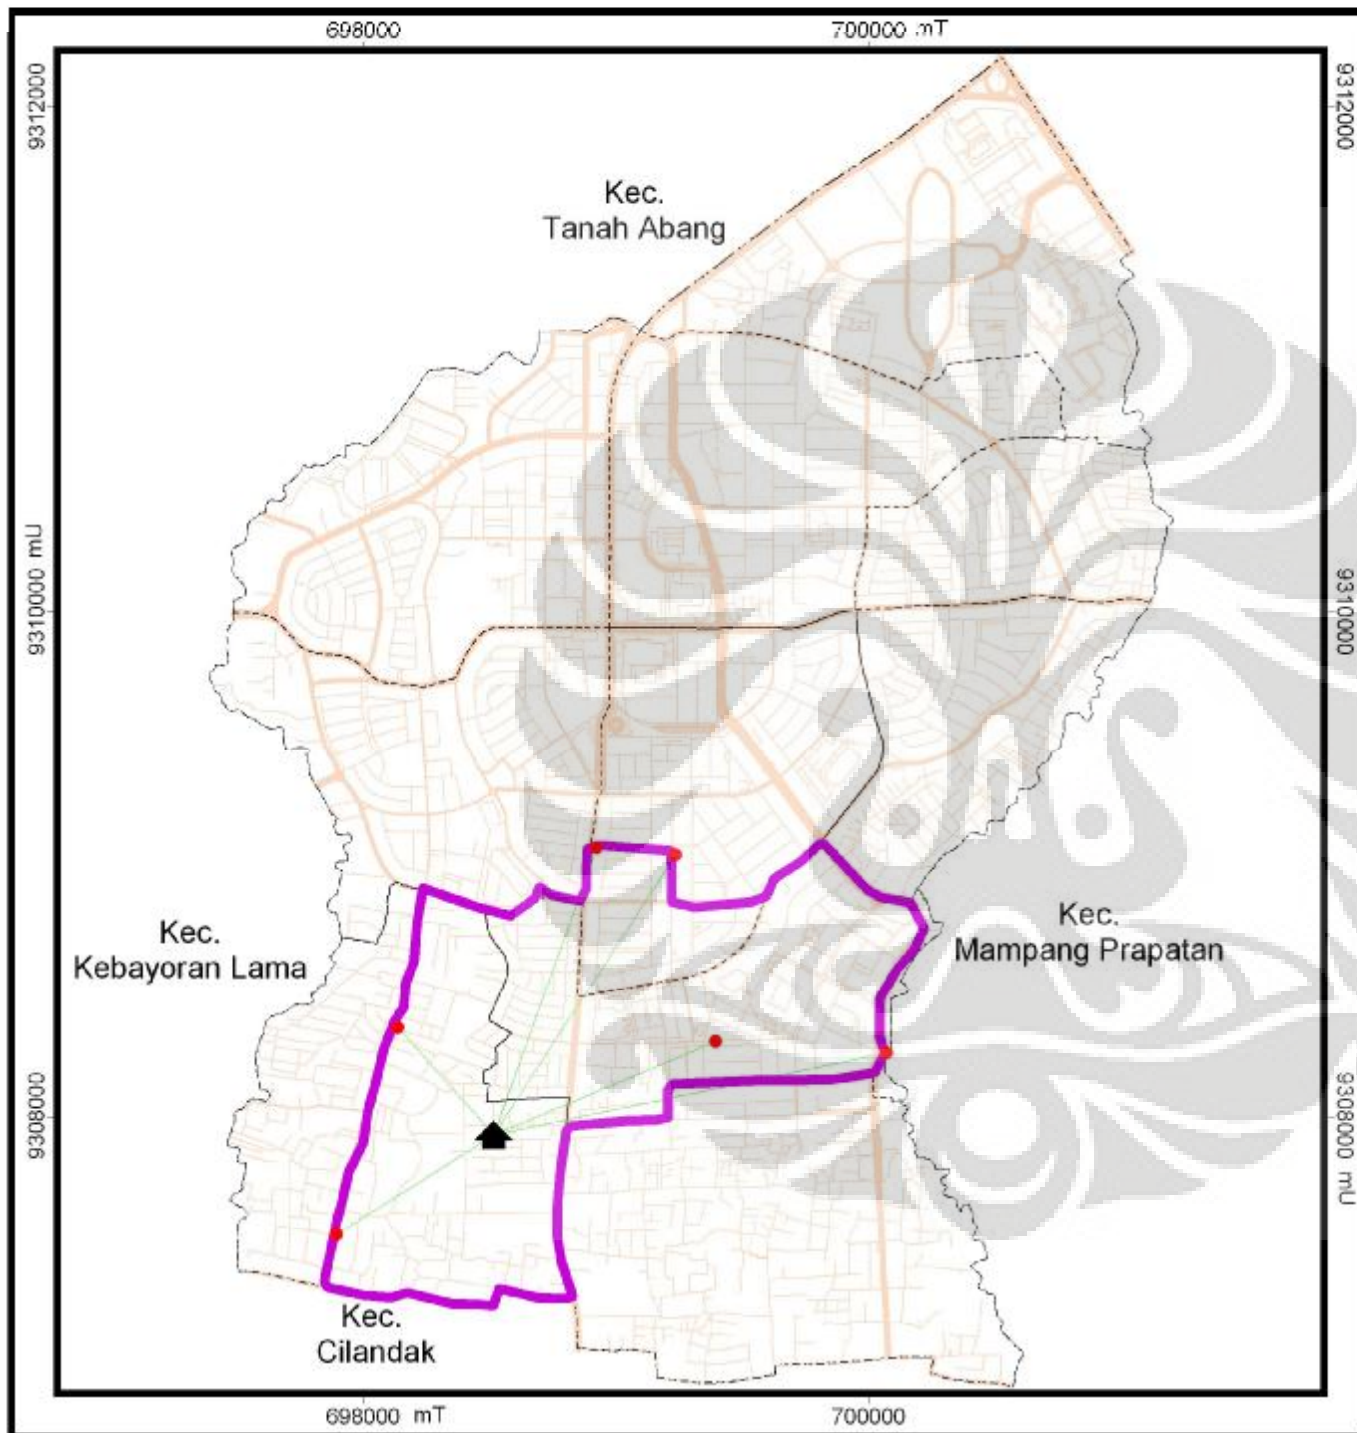 698000
700000 mT
9312000
9312000
Kec.
Tanah Abang
9310000 mU
9310000
Kec.
Kebayoran Lama
Kec.
Mampang Prapatan
9308000
9308000 mU
Kec.
Cilandak
698000 mT
700000